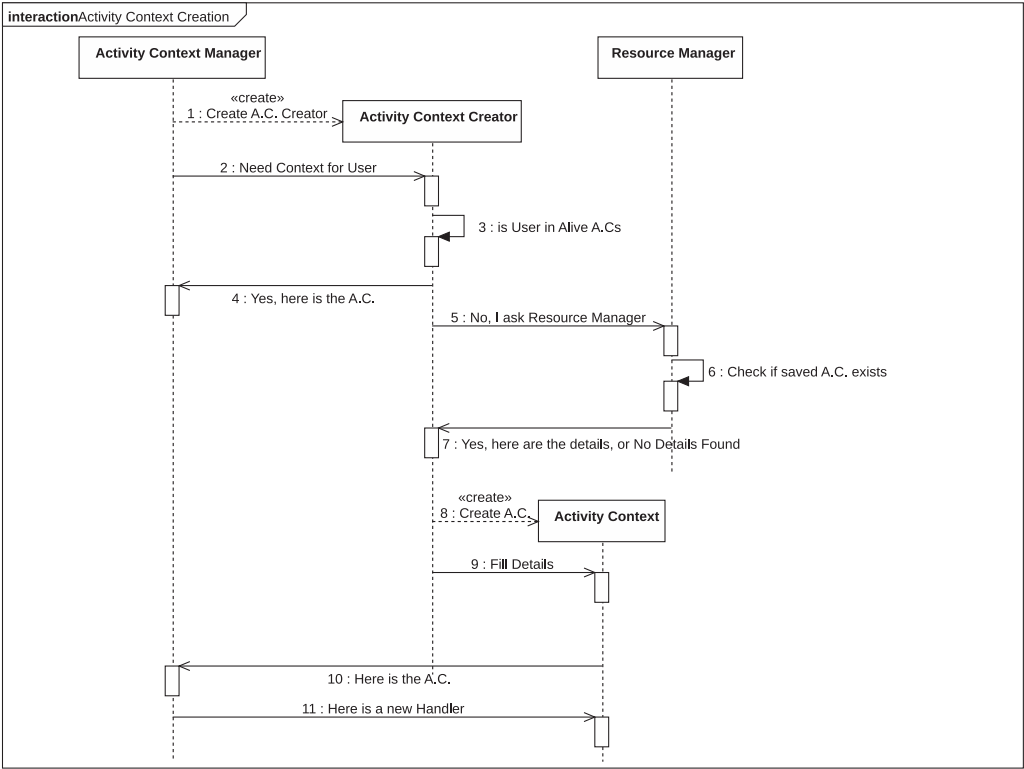 interactionActivity Context Creation
Activity Context Manager
Resource Manager
«create»
1 : Create A.C. Creator
Activity Context Creator
2 : Need Context for User
3 : is User in Alive A.Cs
4 : Yes, here is the A.C.
5 : No, I ask Resource Manager
6 : Check if saved A.C. exists
7 : Yes, here are the details, or No Details Found
«create»
8 : Create A.C.
Activity Context
9 : Fill Details
10 : Here is the A.C.
11 : Here is a new Handler